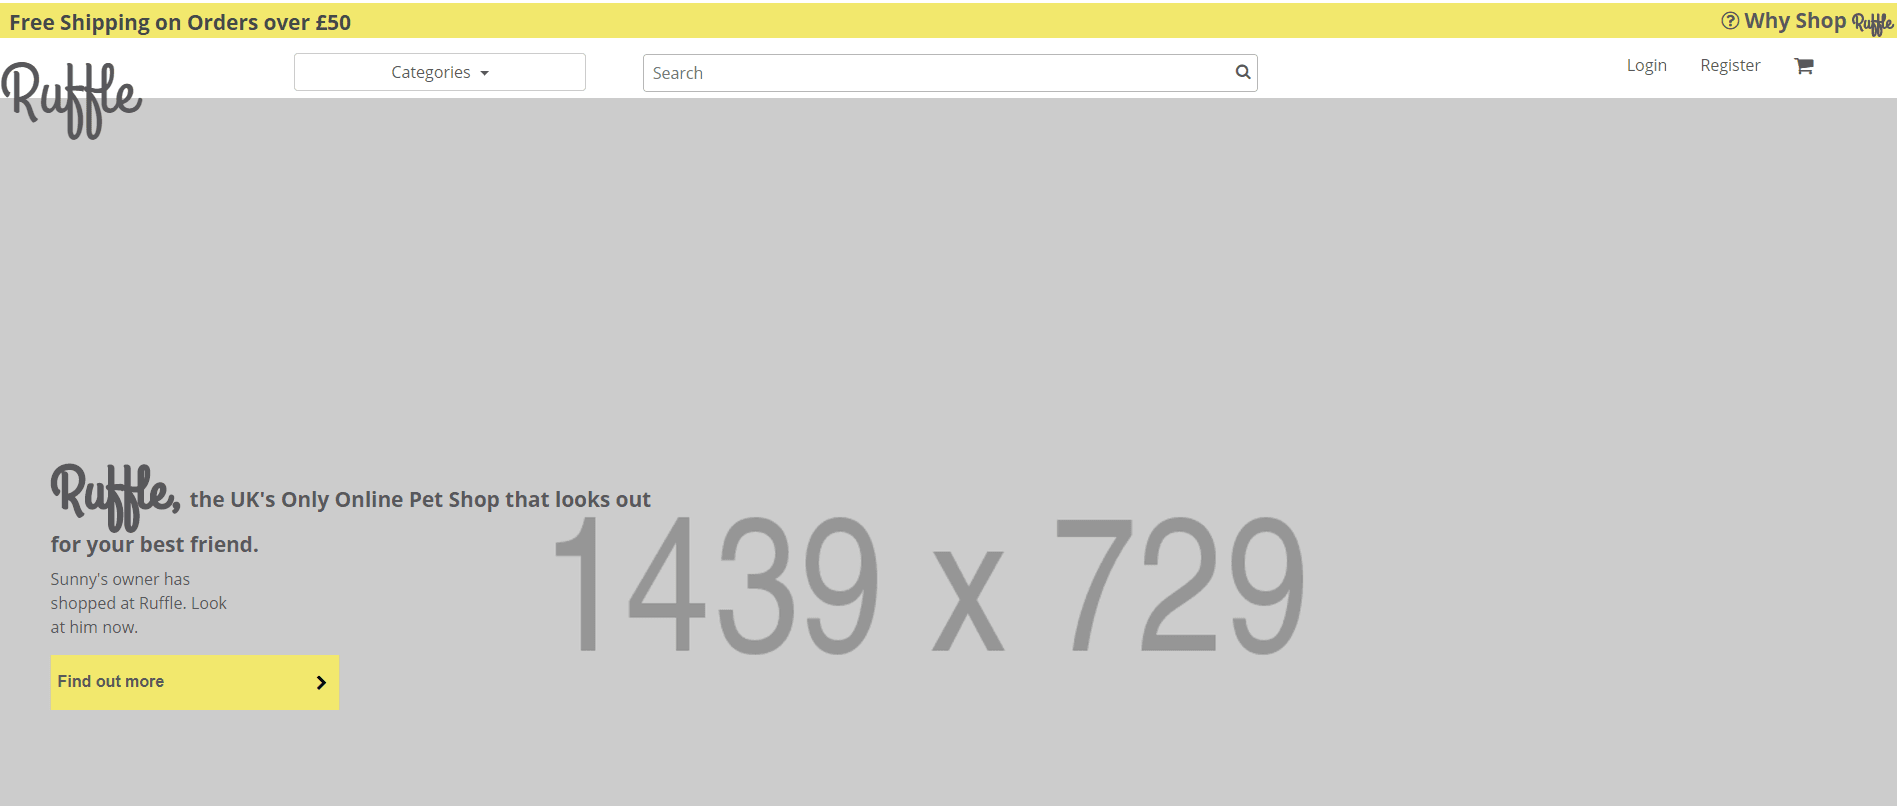 Free Shipping on Orders over £50
Why Shop Ruffle
Ruffle
Categories
Search
Login
Register
Ruffle, the UK's Only Online Pet Shop that looks out
for your best friend.
Sunny's owner has
shopped at Ruffle. Look
at him now.
Find out more
1439 x 729